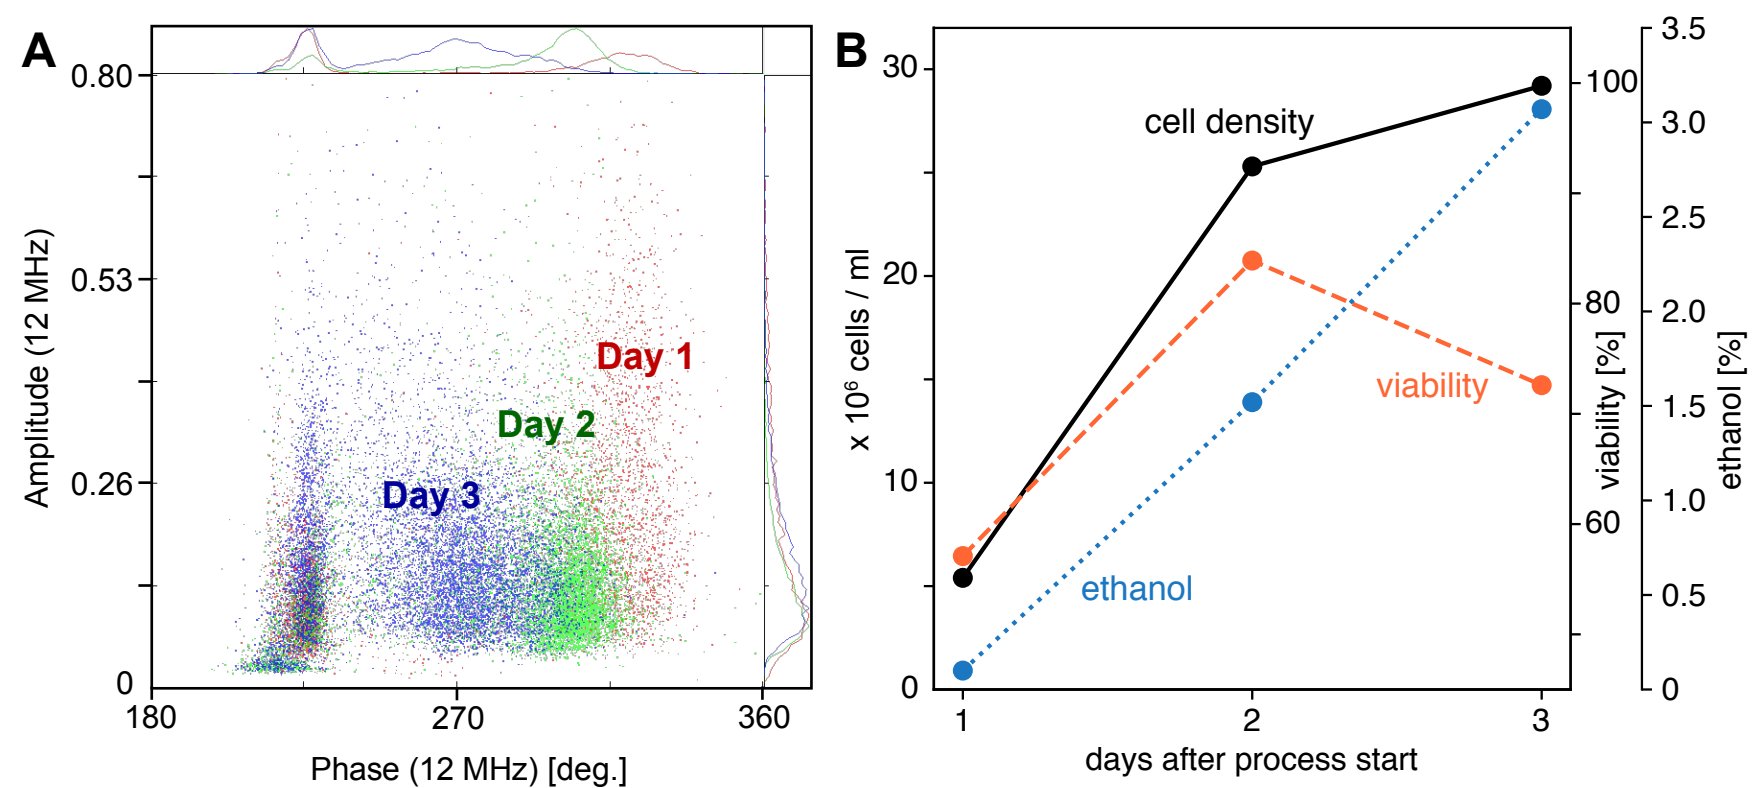 A
0.80
0.53
0.26
0
180
270
360
Amplitude (12 MHz)
Phase (12 MHz) [deg.]
Day 1
Day 2
Day 3
B
30
20
10
0
x 10⁶ cells / ml
1
2
3
days after process start
cell density
viability
ethanol
100
80
60
viability [%]
3.5
3.0
2.5
2.0
1.5
1.0
0.5
0
ethanol [%]